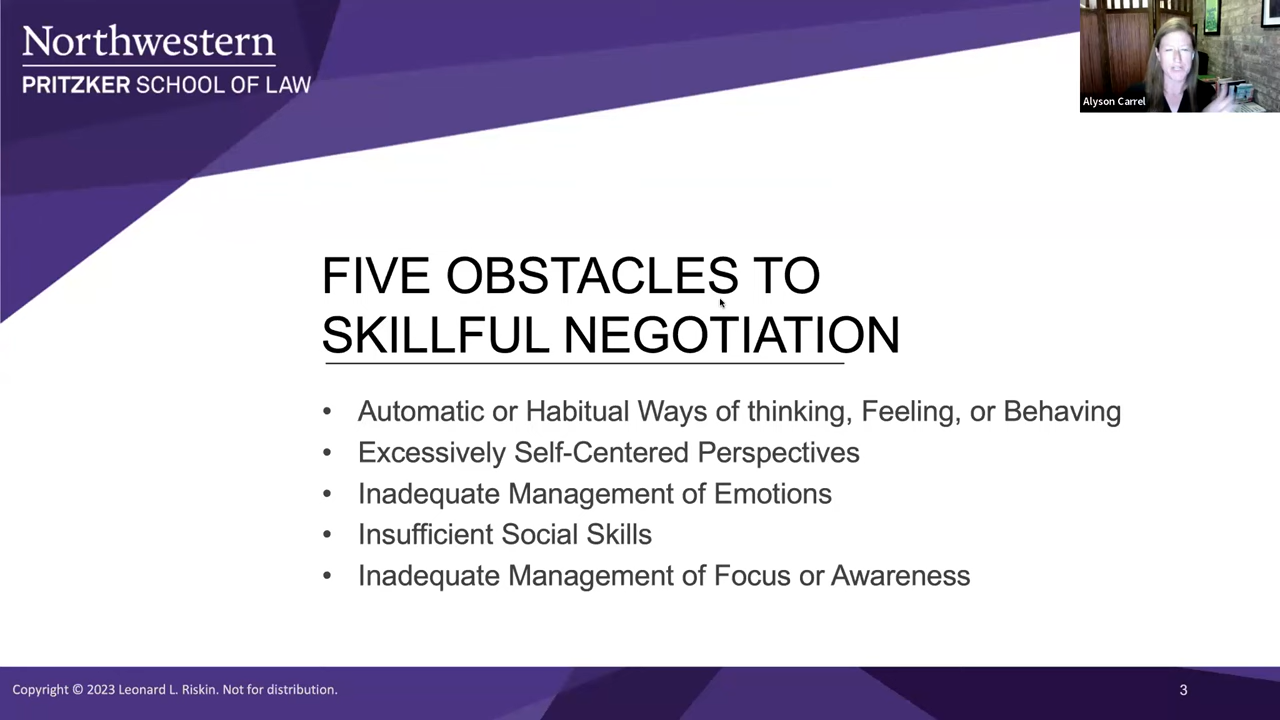 Northwestern
PRITZKER SCHOOL OF LAW
Alyson Carrel
FIVE OBSTACLES TO
SKILLFUL NEGOTIATION
• Automatic or Habitual Ways of thinking, Feeling, or Behaving
• Excessively Self-Centered Perspectives
• Inadequate Management of Emotions
• Insufficient Social Skills
• Inadequate Management of Focus or Awareness
Copyright © 2023 Leonard L. Riskin. Not for distribution.
3